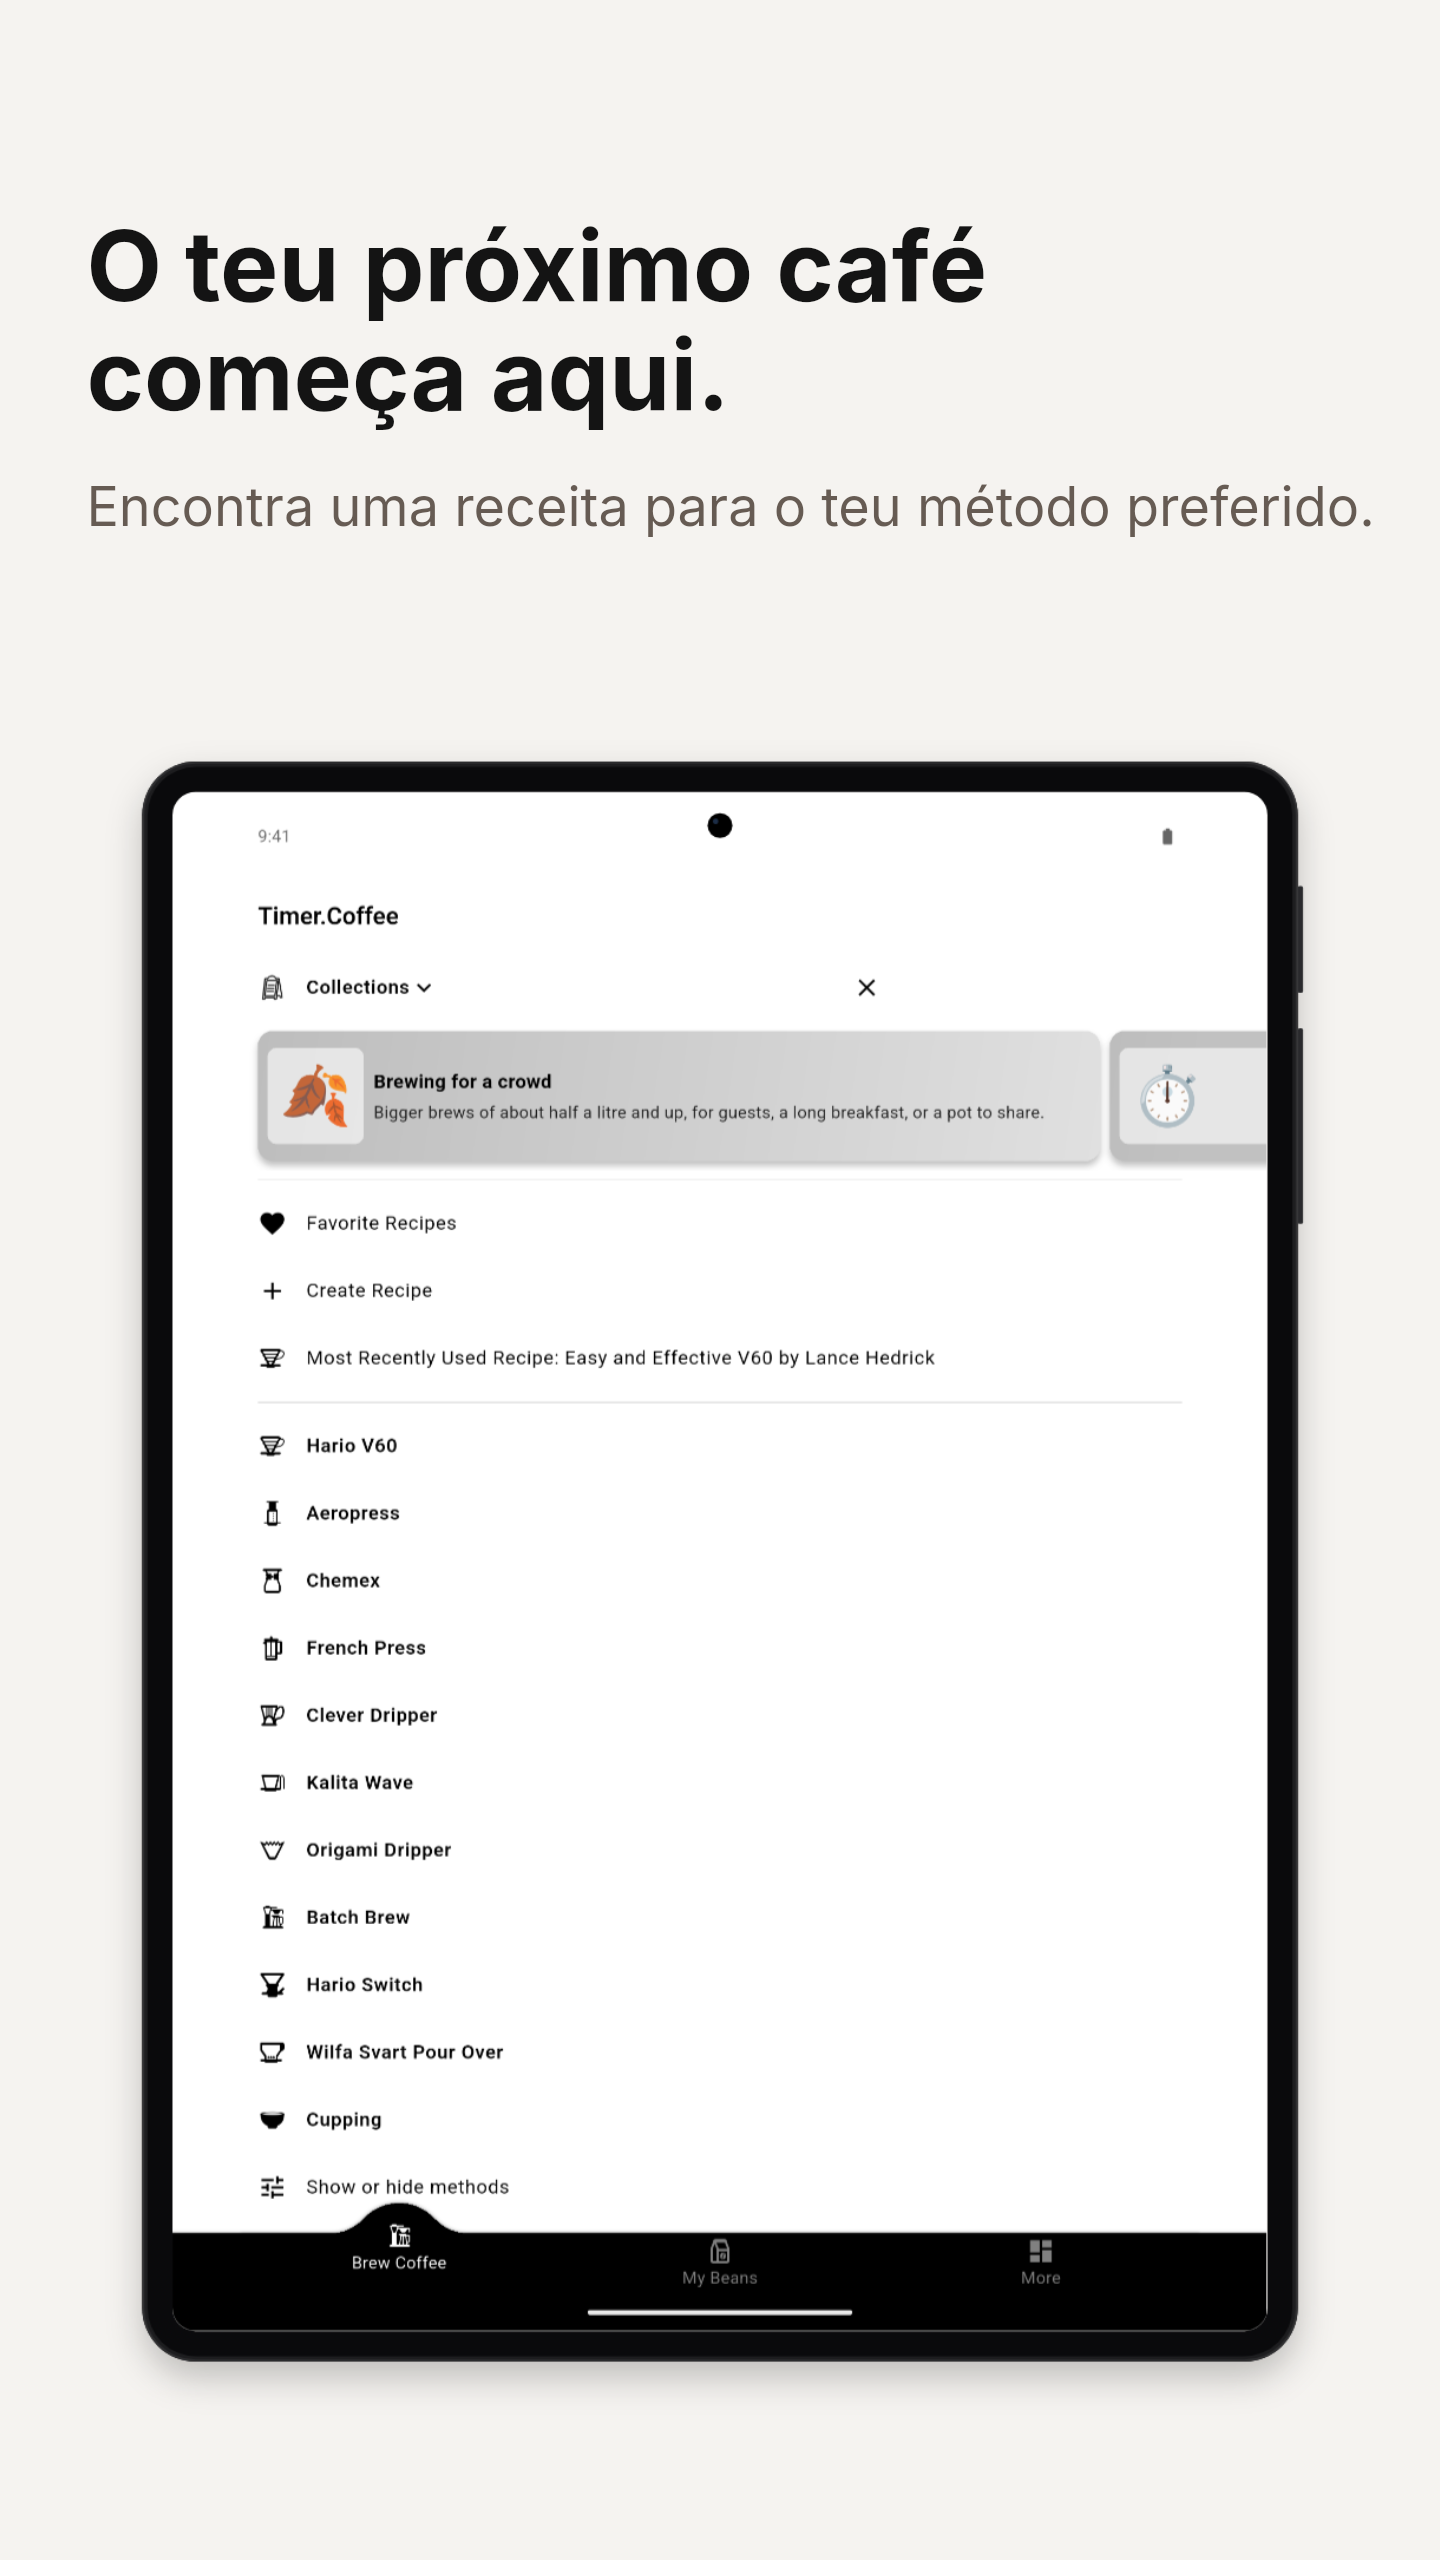 O teu próximo café
começa aqui.
Encontra uma receita para o teu método preferido.
9:41
Timer.Coffee
Collections
Brewing for a crowd
Bigger brews of about half a litre and up, for guests, a long breakfast, or a pot to share.
Favorite Recipes
Create Recipe
Most Recently Used Recipe: Easy and Effective V60 by Lance Hedrick
Hario V60
Aeropress
Chemex
French Press
Clever Dripper
Kalita Wave
Origami Dripper
Batch Brew
Hario Switch
Wilfa Svart Pour Over
Cupping
Show or hide methods
Brew Coffee
My Beans
More